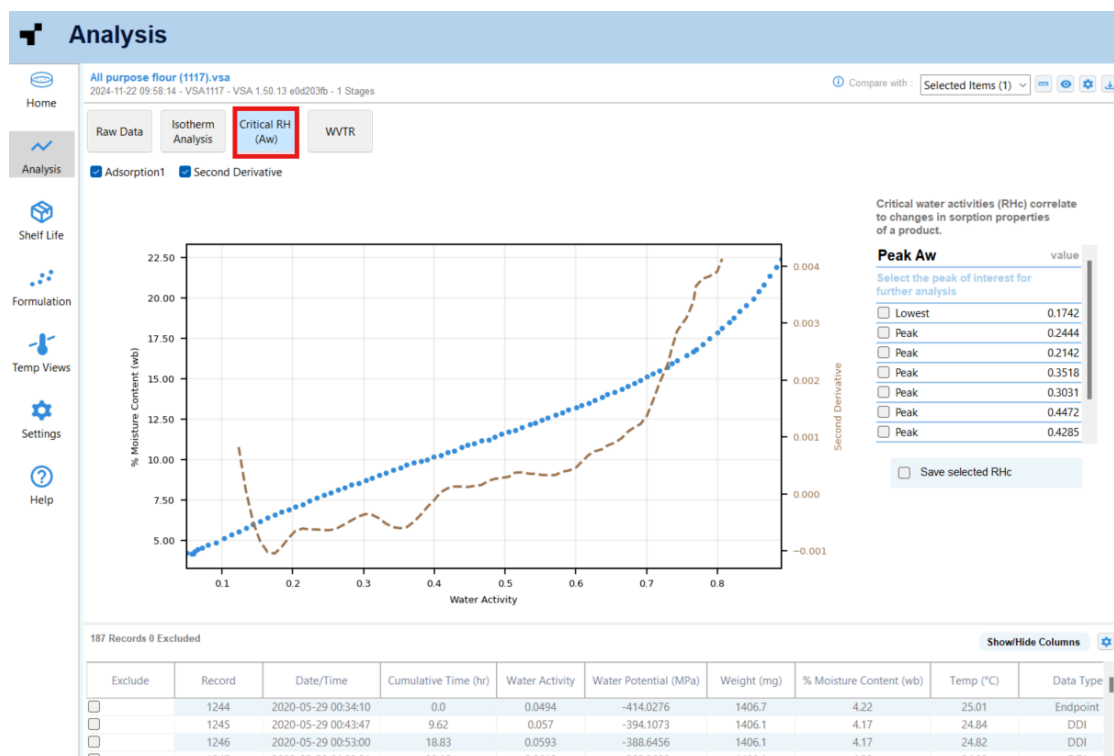 Analysis
Home
Analysis
Shelf Life
Formulation
Temp Views
Settings
Help
All purpose flour (1117).vsa
2024-11-22 09:58:14 - VSA1117 - VSA 1.50.13 e0d203fb - 1 Stages
Compare with :
Selected Items (1)
Raw Data
Isotherm
Analysis
Critical RH
(Aw)
WVTR
Adsorption1
Second Derivative
% Moisture Content (wb)
22.50
20.00
17.50
15.00
12.50
10.00
7.50
5.00
0.1 0.2 0.3 0.4 0.5 0.6 0.7 0.8
Water Activity
0.004
0.003
0.002
0.001
0.000
−0.001
Second Derivative
Critical water activities (RHc) correlate
to changes in sorption properties
of a product.
Peak Aw value
Select the peak of interest for
further analysis
Lowest 0.1742
Peak 0.2444
Peak 0.2142
Peak 0.3518
Peak 0.3031
Peak 0.4472
Peak 0.4285
Save selected RHc
187 Records 0 Excluded
Show/Hide Columns
Exclude Record Date/Time Cumulative Time (hr) Water Activity Water Potential (MPa) Weight (mg) % Moisture Content (wb) Temp (°C) Data Type
1244 2020-05-29 00:34:10 0.0 0.0494 -414.0276 1406.7 4.22 25.01 Endpoint
1245 2020-05-29 00:43:47 9.62 0.057 -394.1073 1406.1 4.17 24.84 DDI
1246 2020-05-29 00:53:00 18.83 0.0593 -388.6456 1406.1 4.17 24.82 DDI